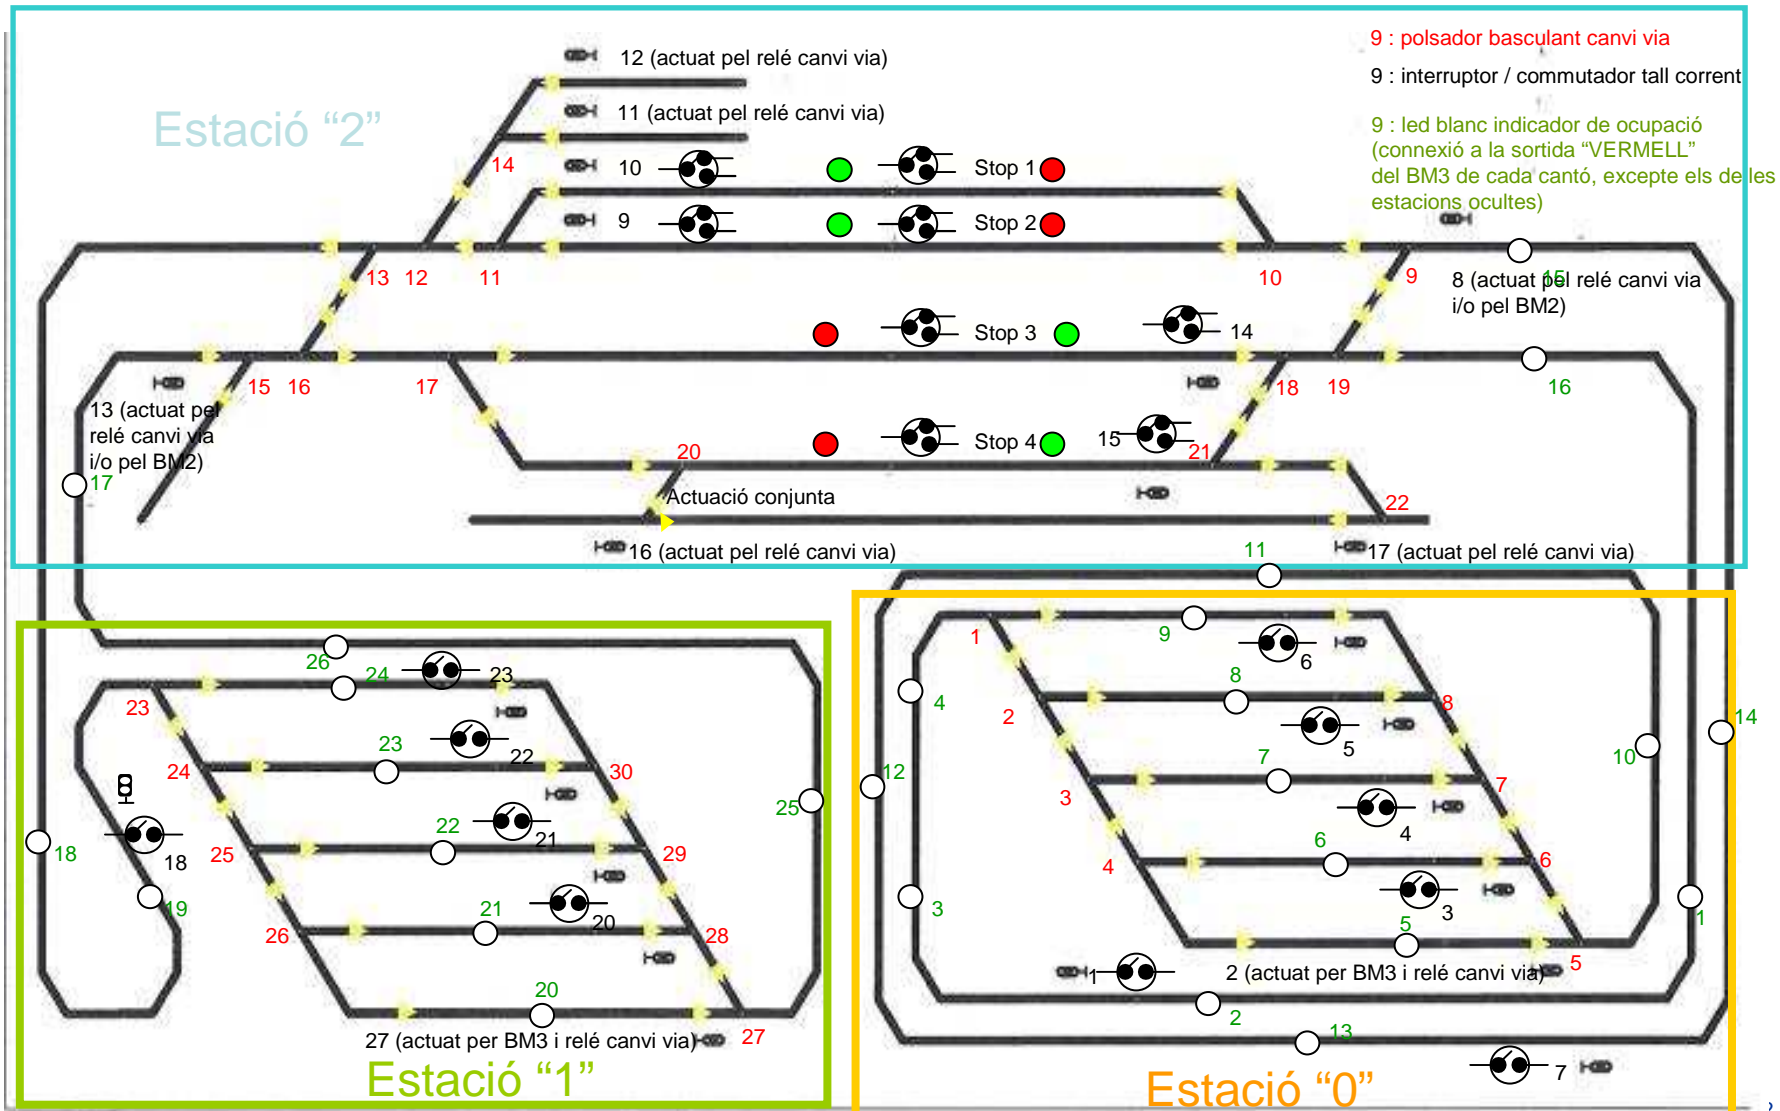 12 (actuat pel relé canvi via)
9 : polsador basculant canvi via
9 : interruptor / commutador tall corrent
Estació “2”
11 (actuat pel relé canvi via)
9 : led blanc indicador de ocupació
(connexió a la sortida “VERMELL”
del BM3 de cada cantó, excepte els de les
estacions ocultes)
14
10
Stop 1
9
Stop 2
13
12
11
10
9
8 (actuat pel relé canvi via
i/o pel BM2)
15
Stop 3
14
15
16
17
18
19
16
13 (actuat pel
relé canvi via
i/o pel BM2)
17
20
Stop 4
15
21
Actuació conjunta
22
16 (actuat pel relé canvi via)
17 (actuat pel relé canvi via)
11
1
9
6
26
24
23
23
4
2
8
8
5
14
10
23
22
24
30
12
3
7
7
4
25
18
18
25
22
21
29
4
6
6
3
19
26
21
20
28
3
5
5
1
1
2 (actuat per BM3 i relé canvi via)
20
2
13
27 (actuat per BM3 i relé canvi via)
27
7
Estació “1”
Estació “0”